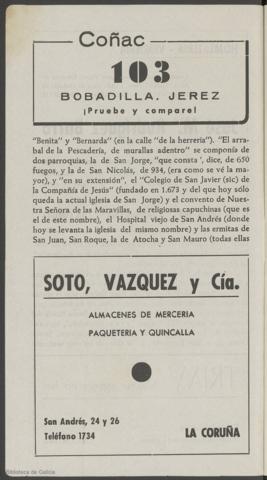 Coñac
103
BOBADILLA. JEREZ
¡Pruebe y compare!
"Benita" y "Bernarda" (en la calle "de la herrería"). "El arra-
bal de la Pescadería, de murallas adentro" se componía de
dos parroquias, la de San Jorge, "que consta', dice, de 650
fuegos, y la de San Nicolás, de 934, (era como se vé la ma-
yor), y "en su extensión", el "Colegio de San Javier (sic) de
la Compañía de Jesús" (fundado en 1.673 y del que hoy sólo
queda la actual iglesia de San Jorge) y el convento de Nues-
tra Señora de las Maravillas, de religiosas capuchinas (que es
el de este nombre), el Hospital viejo de San Andrés (donde
hoy se levanta la iglesia del mismo nombre) y las ermitas de
San Juan, San Roque, la de Atocha y San Mauro (todas ellas
SOTO, VAZQUEZ y Cía.
ALMACENES DE MERCERIA
PAQUETERIA Y QUINCALLA
San Andrés, 24 y 26
Teléfono 1734
LA CORUÑA
Biblioteca de Galicia